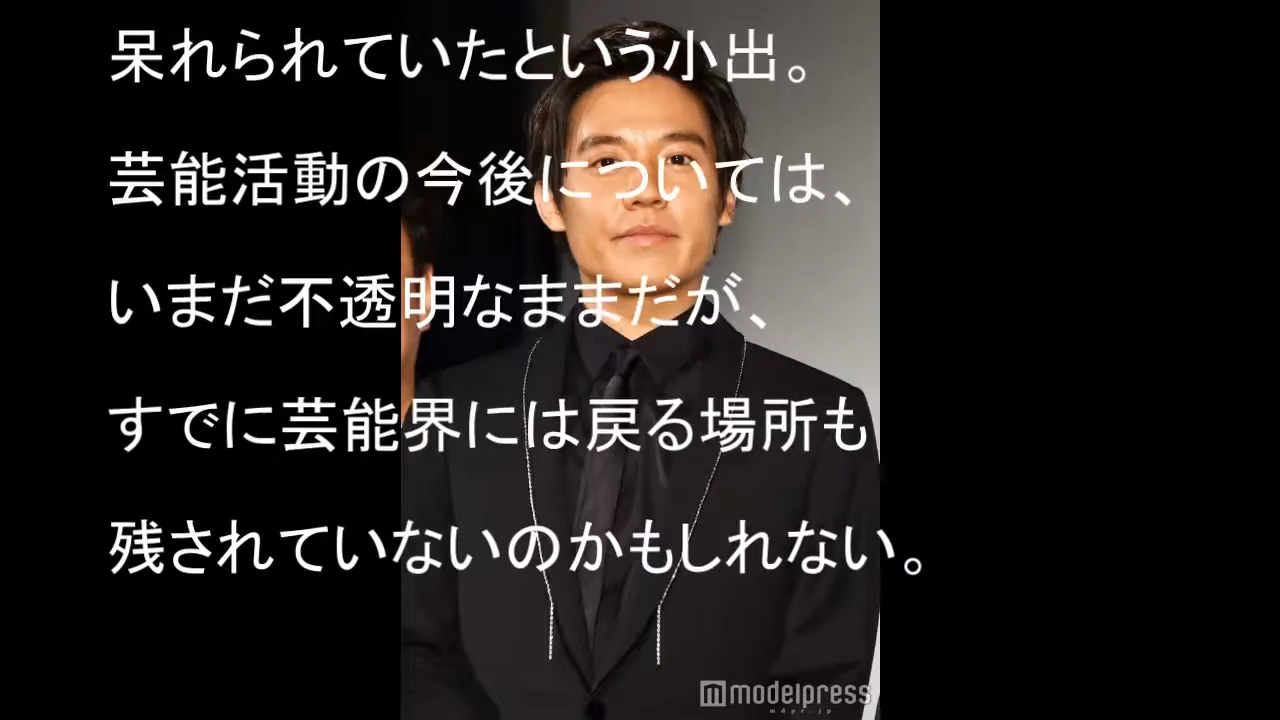 呆れられていたという小出。
芸能活動の今後については、
いまだ不透明なままだが、
すでに芸能界には戻る場所も
残されていないのかもしれない。
modelpress
mdpr.jp